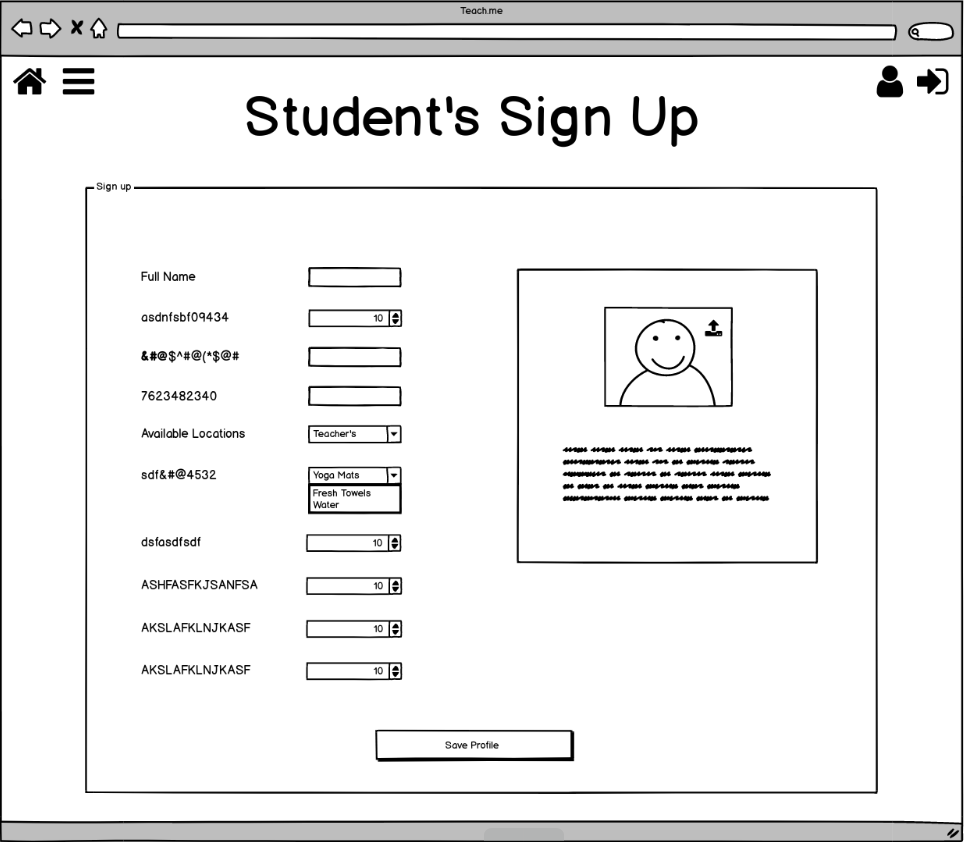 Teach.me
Student's Sign Up
Sign up
Full Name
asdnfsbf09434 10
&#@$^#@(*$@#
7623482340
Available Locations Teacher's
sdf&#@4532 Yoga Mats
Fresh Towels
Water
dsfasdfsdf 10
ASHFASFKJSANFSA 10
AKSLAFKLNJKASF 10
AKSLAFKLNJKASF 10
Save Profile